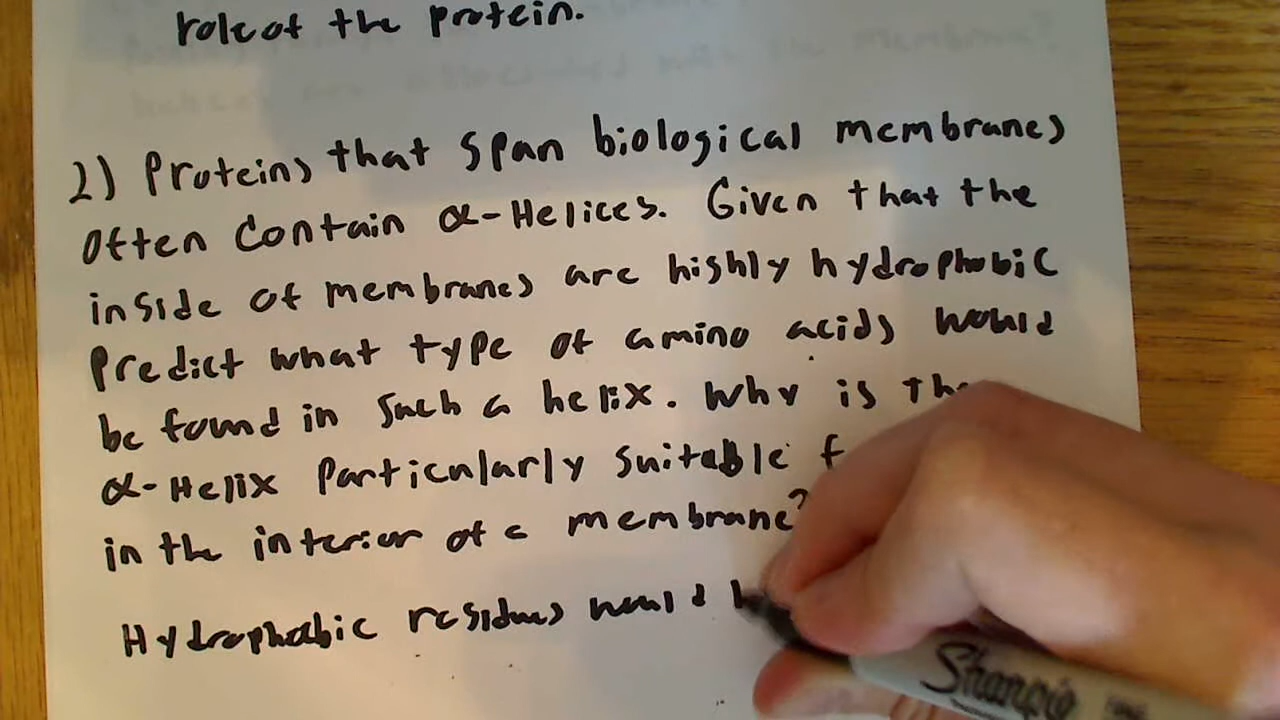 role of the protein.
2) Proteins that span biological membranes
often contain α-Helices. Given that the
inside of membranes are highly hydrophobic
predict what type of amino acids would
be found in such a helix. Why is the
α-Helix particularly suitable
in the interior of a membrane?
Hydrophobic residues would
Sharpie